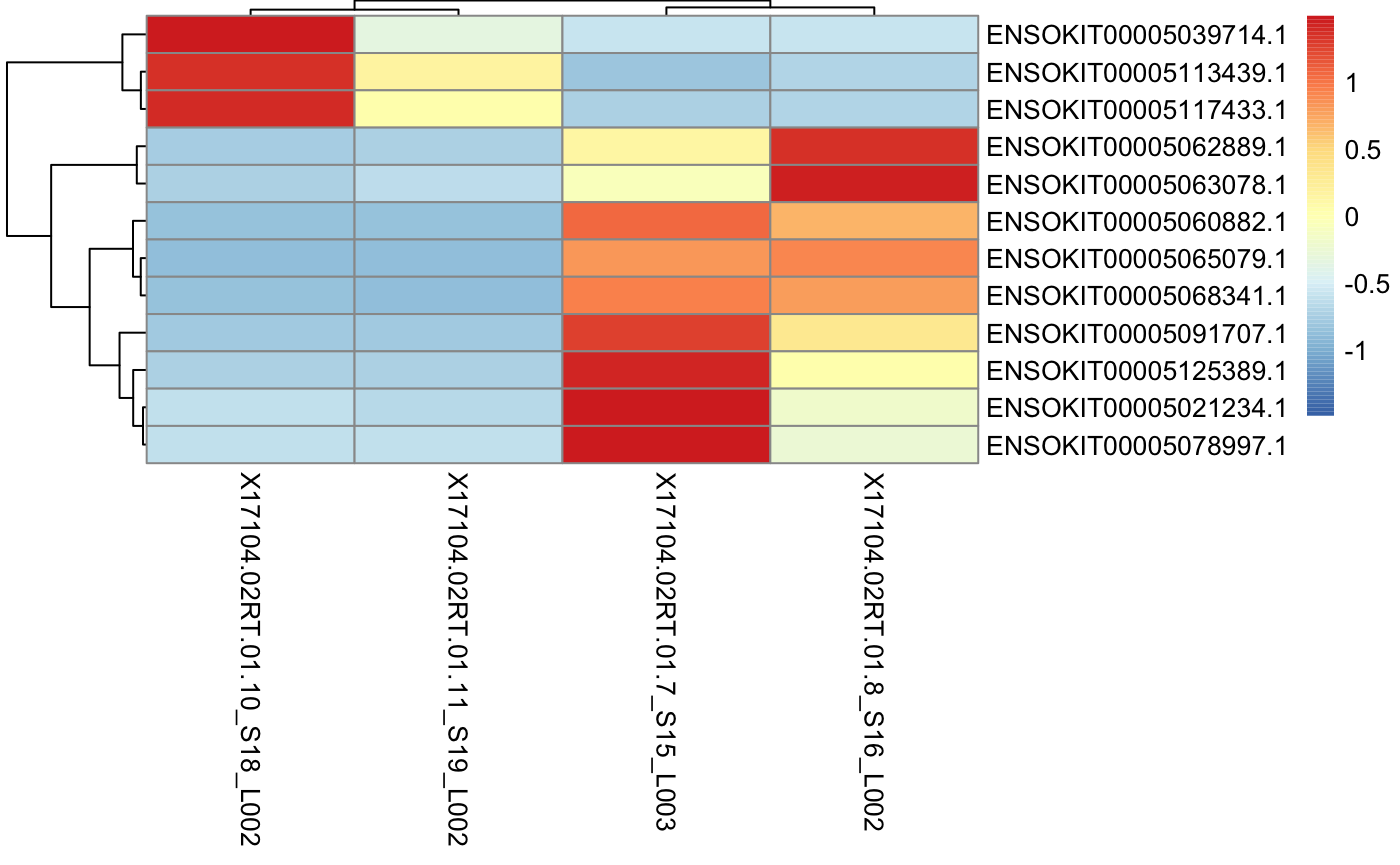 ENSOKIT00005039714.1
ENSOKIT00005113439.1
ENSOKIT00005117433.1
ENSOKIT00005062889.1
ENSOKIT00005063078.1
ENSOKIT00005060882.1
ENSOKIT00005065079.1
ENSOKIT00005068341.1
ENSOKIT00005091707.1
ENSOKIT00005125389.1
ENSOKIT00005021234.1
ENSOKIT00005078997.1
1
0.5
0
-0.5
-1
X17104.02RT.01.10_S18_L002
X17104.02RT.01.11_S19_L002
X17104.02RT.01.7_S15_L003
X17104.02RT.01.8_S16_L002